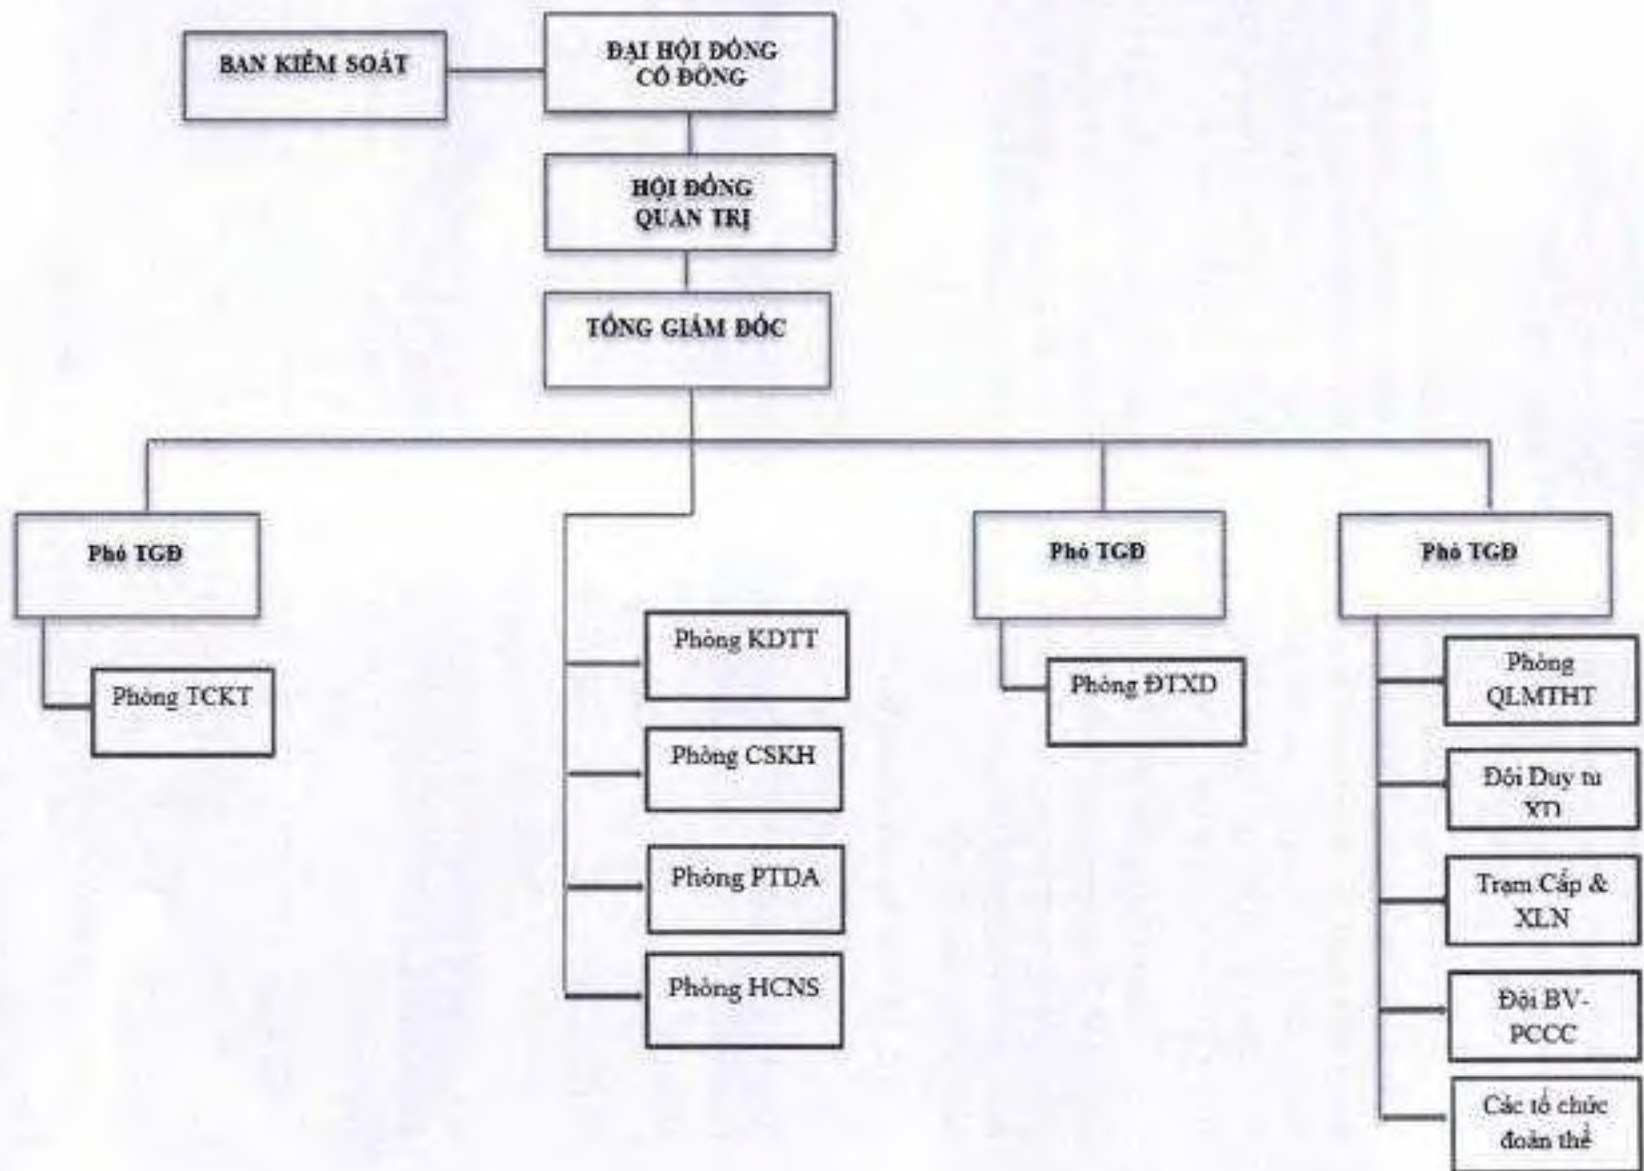 BAN KIỂM SOÁT
ĐẠI HỘI ĐỒNG
CỔ ĐÔNG
HỘI ĐỒNG
QUẢN TRỊ
TỔNG GIÁM ĐỐC
Phó TGĐ
Phòng TCKT
Phòng KDTT
Phòng CSKH
Phòng PTDA
Phòng HCNS
Phó TGĐ
Phòng ĐTXD
Phó TGĐ
Phòng
QLMTHT
Đội Duy tu
XD
Trạm Cấp &
XLN
Đội BV-
PCCC
Các tổ chức
đoàn thể